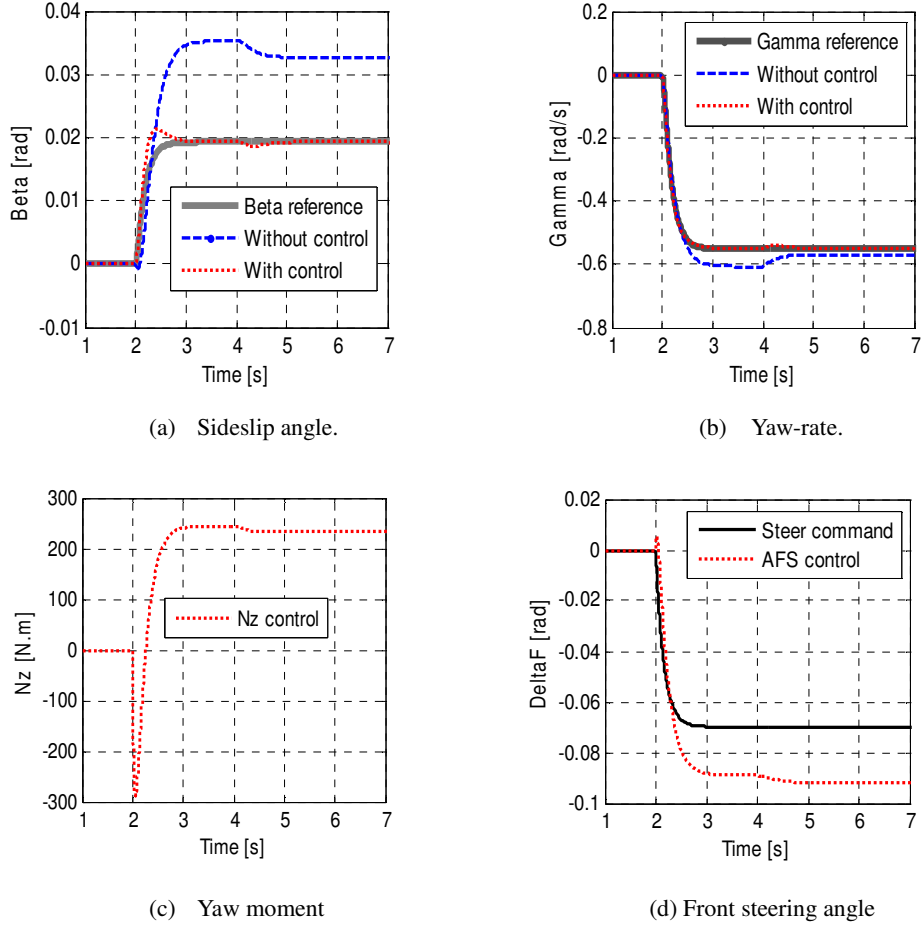 0.04
0.03
0.02
0.01
0
-0.01
Beta [rad]
Beta reference
Without control
With control
1 2 3 4 5 6 7
Time [s]
(a) Sideslip angle.
0.2
0
-0.2
-0.4
-0.6
-0.8
Gamma [rad/s]
Gamma reference
Without control
With control
1 2 3 4 5 6 7
Time [s]
(b) Yaw-rate.
300
200
100
0
-100
-200
-300
Nz [N.m]
Nz control
1 2 3 4 5 6 7
Time [s]
(c) Yaw moment
0.02
0
-0.02
-0.04
-0.06
-0.08
-0.1
DeltaF [rad]
Steer command
AFS control
1 2 3 4 5 6 7
Time [s]
(d) Front steering angle